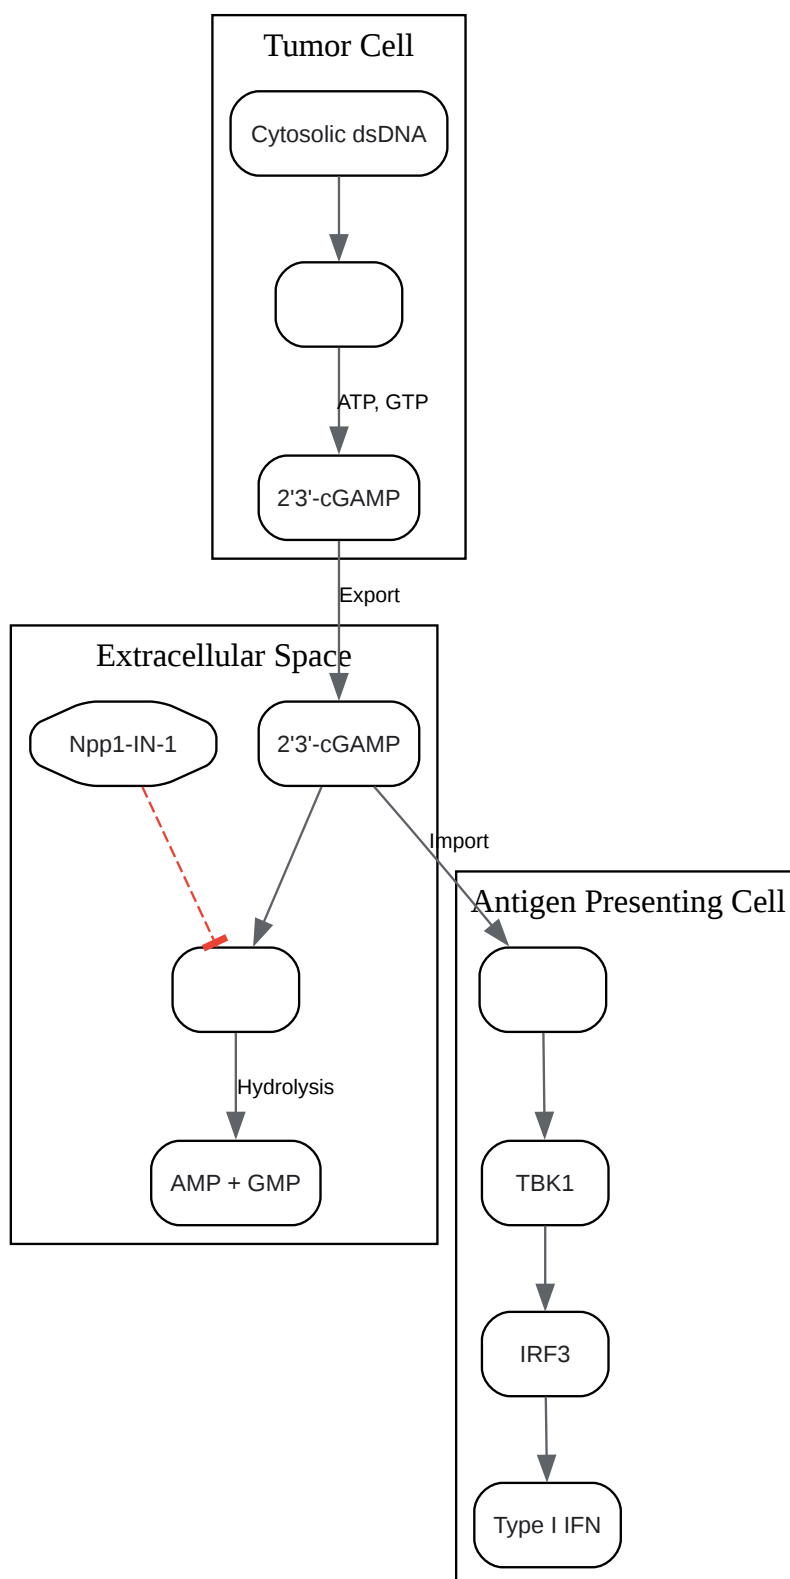 Tumor Cell
Cytosolic dsDNA
ATP, GTP
2'3'-cGAMP
Export
Extracellular Space
Npp1-IN-1
2'3'-cGAMP
Import
Antigen Presenting Cell
Hydrolysis
AMP + GMP
TBK1
IRF3
Type I IFN